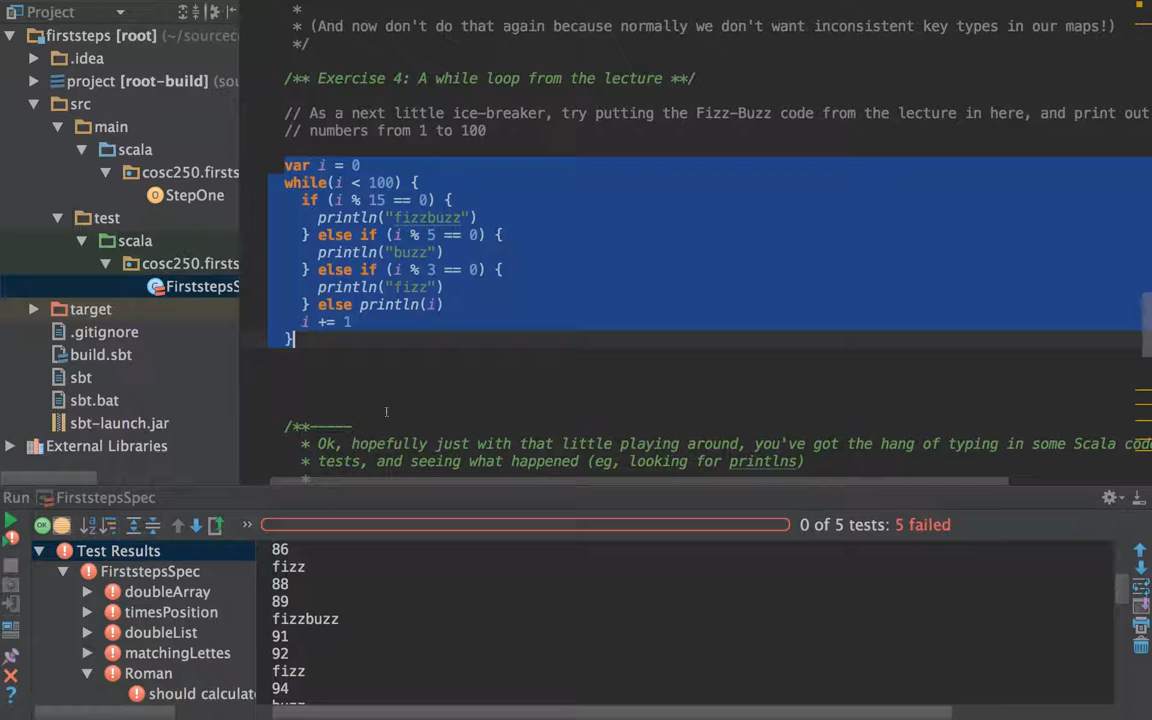 Project
firststeps [root] (~/sourcec
.idea
project [root-build] (sou
src
main
scala
cosc250.firsts
StepOne
test
scala
cosc250.firsts
FirststepsS
target
.gitignore
build.sbt
sbt
sbt.bat
sbt-launch.jar
External Libraries
*
* (And now don't do that again because normally we don't want inconsistent key types in our maps!)
*/
/** Exercise 4: A while loop from the lecture **/
// As a next little ice-breaker, try putting the Fizz-Buzz code from the lecture in here, and print out
// numbers from 1 to 100
var i = 0
while(i < 100) {
if (i % 15 == 0) {
println("fizzbuzz")
} else if (i % 5 == 0) {
println("buzz")
} else if (i % 3 == 0) {
println("fizz")
} else println(i)
i += 1
}
/**-----
* Ok, hopefully just with that little playing around, you've got the hang of typing in some Scala cod
* tests, and seeing what happened (eg, looking for printlns)
*
Run FirststepsSpec
>> 0 of 5 tests: 5 failed
Test Results
FirststepsSpec
doubleArray
timesPosition
doubleList
matchingLettes
Roman
should calculat
86
fizz
88
89
fizzbuzz
91
92
fizz
94